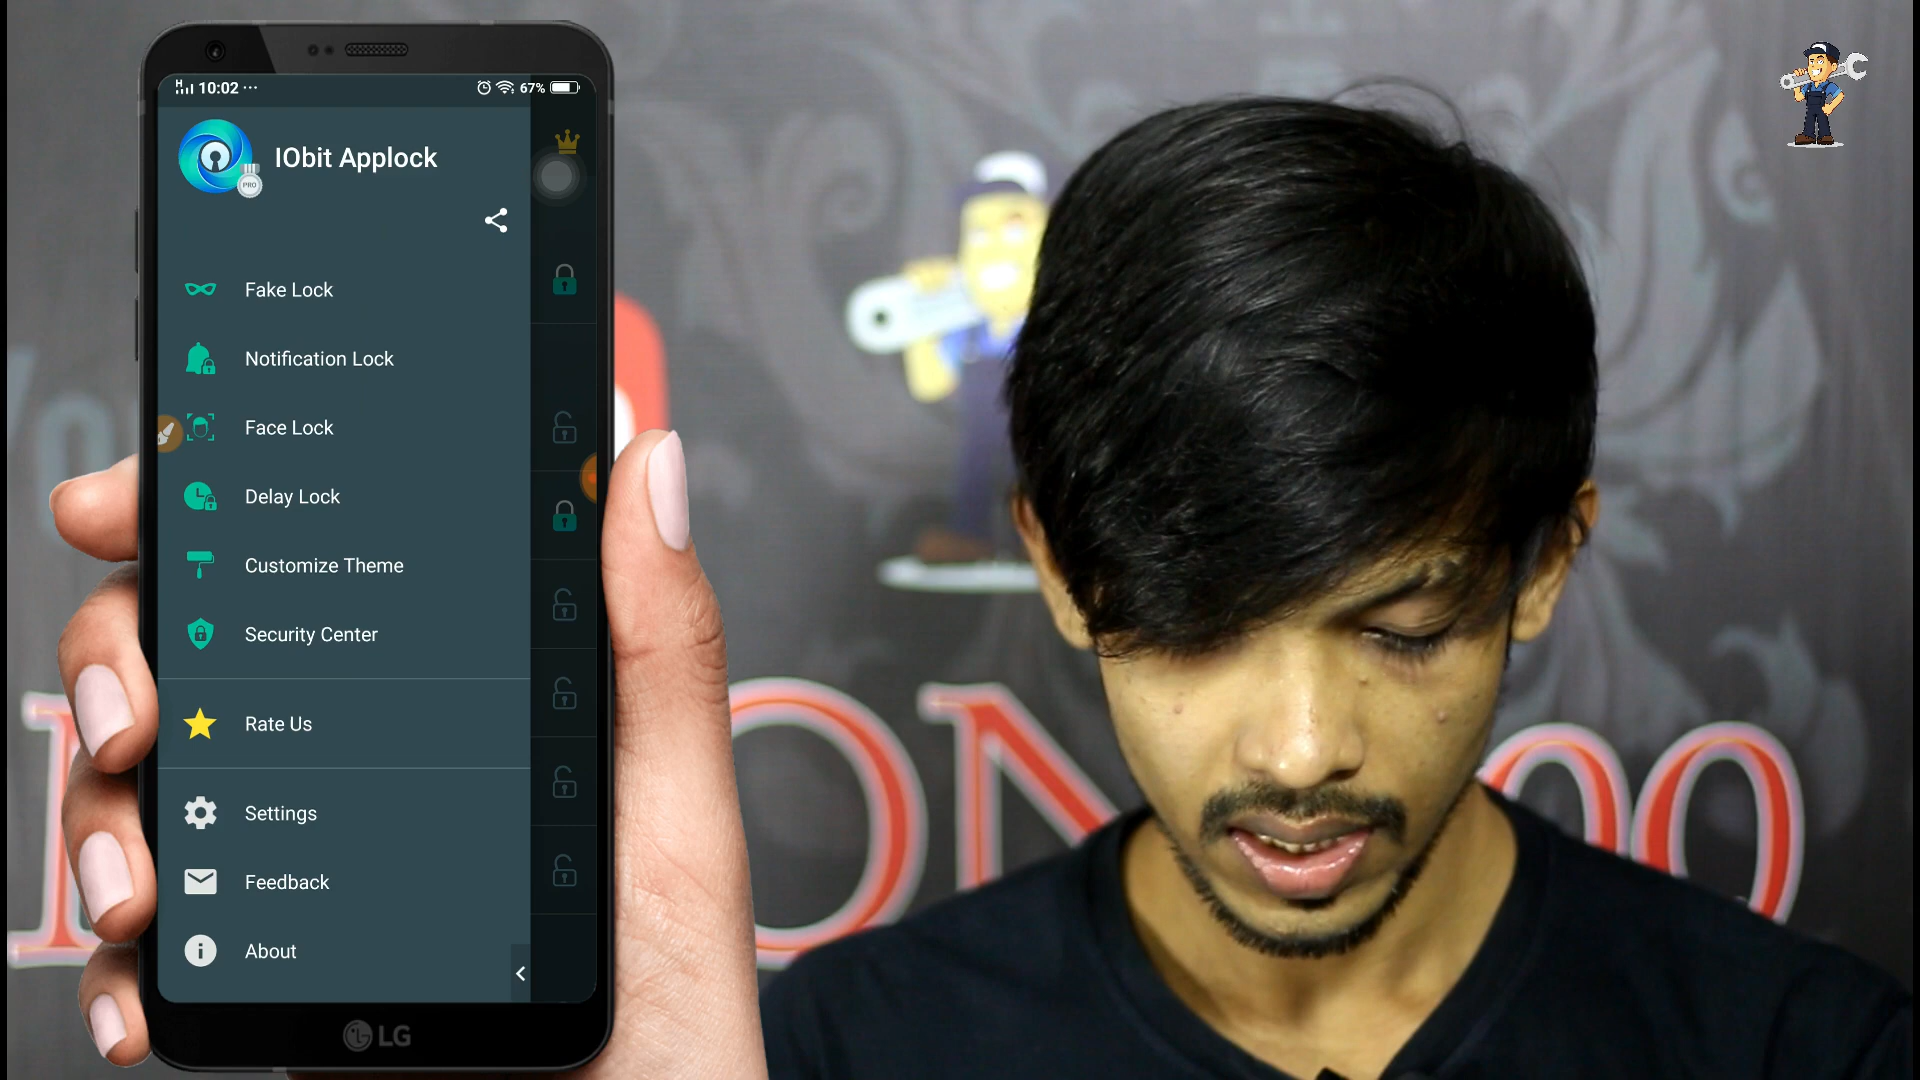 10:02 ...
67%
IObit Applock
PRO
Fake Lock
Notification Lock
Face Lock
Delay Lock
Customize Theme
Security Center
Rate Us
Settings
Feedback
About
LG